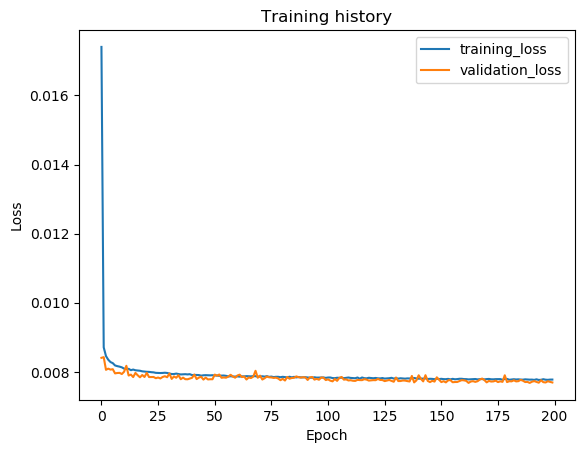 Training history
training_loss
validation_loss
0.016
0.014
0.012
0.010
0.008
Loss
0 25 50 75 100 125 150 175 200
Epoch